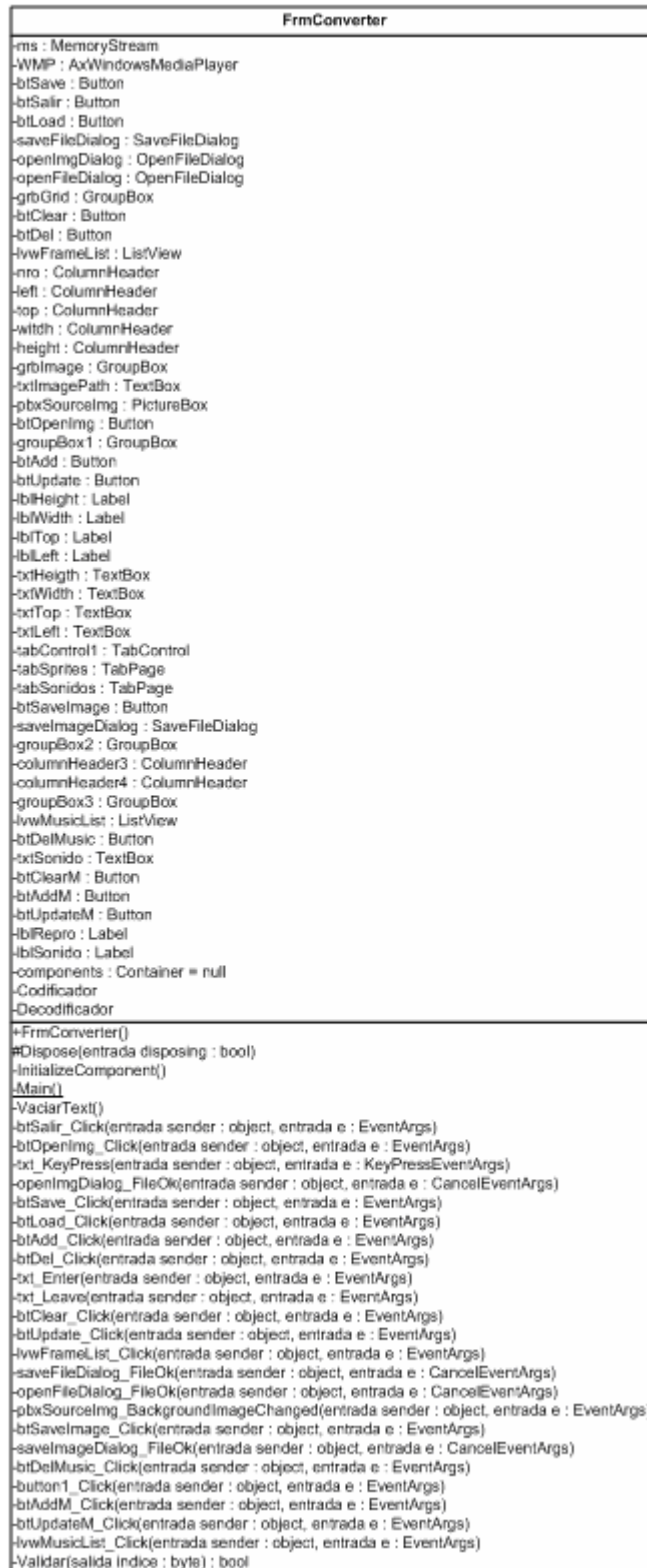 FrmConverter
-ms : MemoryStream
-WMP : AxWindowsMediaPlayer
-btSave : Button
-btSalir : Button
-btLoad : Button
-saveFileDialog : SaveFileDialog
-openImgDialog : OpenFileDialog
-openFileDialog : OpenFileDialog
-grbGrid : GroupBox
-btClear : Button
-btDel : Button
-lvwFrameList : ListView
-nro : ColumnHeader
-left : ColumnHeader
-top : ColumnHeader
-witdh : ColumnHeader
-height : ColumnHeader
-grbImage : GroupBox
-txtImagePath : TextBox
-pbxSourceImg : PictureBox
-btOpenImg : Button
-groupBox1 : GroupBox
-btAdd : Button
-btUpdate : Button
-lblHeight : Label
-lblWidth : Label
-lblTop : Label
-lblLeft : Label
-txtHeigth : TextBox
-txtWidth : TextBox
-txtTop : TextBox
-txtLeft : TextBox
-tabControl1 : TabControl
-tabSprites : TabPage
-tabSonidos : TabPage
-btSaveImage : Button
-saveImageDialog : SaveFileDialog
-groupBox2 : GroupBox
-columnHeader3 : ColumnHeader
-columnHeader4 : ColumnHeader
-groupBox3 : GroupBox
-lvwMusicList : ListView
-btDelMusic : Button
-txtSonido : TextBox
-btClearM : Button
-btAddM : Button
-btUpdateM : Button
-lblRepro : Label
-lblSonido : Label
-components : Container = null
-Codificador
-Decodificador
+FrmConverter()
#Dispose(entrada disposing : bool)
-InitializeComponent()
-Main()
-VaciarText()
-btSalir_Click(entrada sender : object, entrada e : EventArgs)
-btOpenImg_Click(entrada sender : object, entrada e : EventArgs)
-txt_KeyPress(entrada sender : object, entrada e : KeyPressEventArgs)
-openImgDialog_FileOk(entrada sender : object, entrada e : CancelEventArgs)
-btSave_Click(entrada sender : object, entrada e : EventArgs)
-btLoad_Click(entrada sender : object, entrada e : EventArgs)
-btAdd_Click(entrada sender : object, entrada e : EventArgs)
-btDel_Click(entrada sender : object, entrada e : EventArgs)
-txt_Enter(entrada sender : object, entrada e : EventArgs)
-txt_Leave(entrada sender : object, entrada e : EventArgs)
-btClear_Click(entrada sender : object, entrada e : EventArgs)
-btUpdate_Click(entrada sender : object, entrada e : EventArgs)
-lvwFrameList_Click(entrada sender : object, entrada e : EventArgs)
-saveFileDialog_FileOk(entrada sender : object, entrada e : CancelEventArgs)
-openFileDialog_FileOk(entrada sender : object, entrada e : CancelEventArgs)
-pbxSourceImg_BackgroundImageChanged(entrada sender : object, entrada e : EventArgs)
-btSaveImage_Click(entrada sender : object, entrada e : EventArgs)
-saveImageDialog_FileOk(entrada sender : object, entrada e : CancelEventArgs)
-btDelMusic_Click(entrada sender : object, entrada e : EventArgs)
-button1_Click(entrada sender : object, entrada e : EventArgs)
-btAddM_Click(entrada sender : object, entrada e : EventArgs)
-btUpdateM_Click(entrada sender : object, entrada e : EventArgs)
-lvwMusicList_Click(entrada sender : object, entrada e : EventArgs)
-Validar(salida indice : byte) : bool